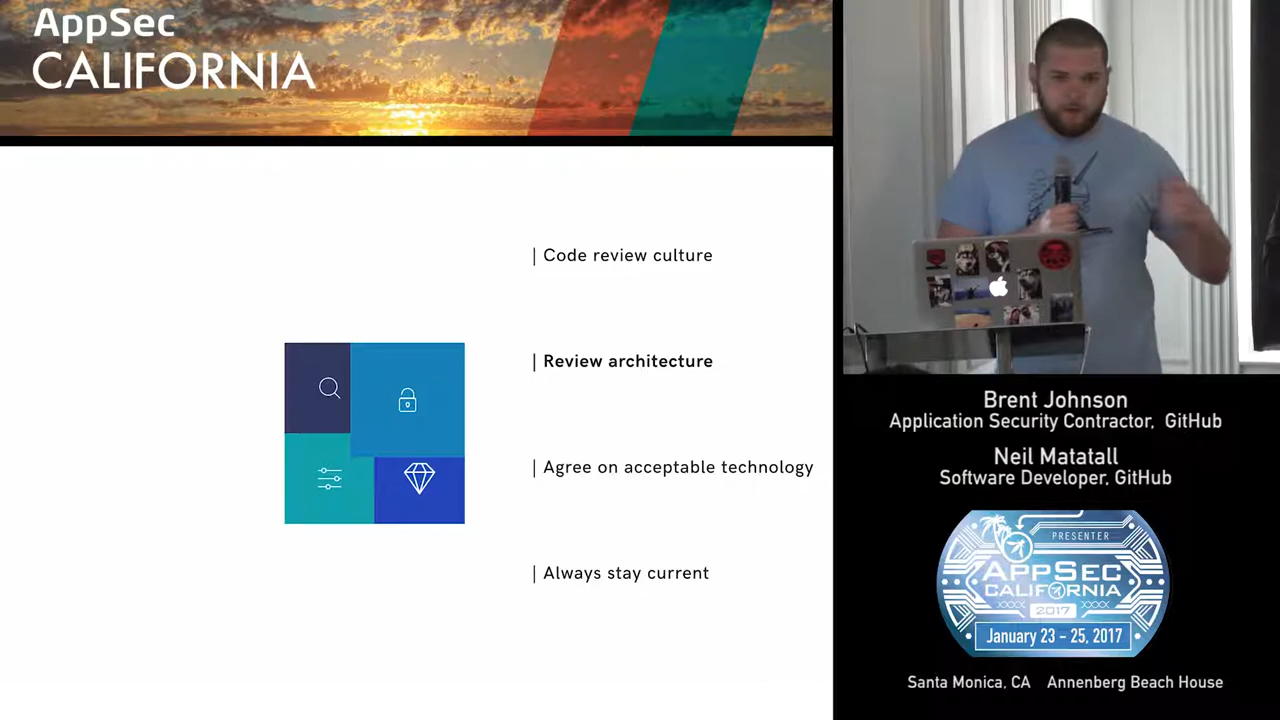 AppSec
CALIFORNIA
| Code review culture
| Review architecture
| Agree on acceptable technology
| Always stay current
Brent Johnson
Application Security Contractor, GitHub
Neil Matatall
Software Developer, GitHub
PRESENTER
APPSEC
CALIFORNIA
XXXX 2017 XXXX
January 23 - 25, 2017
Santa Monica, CA Annenberg Beach House